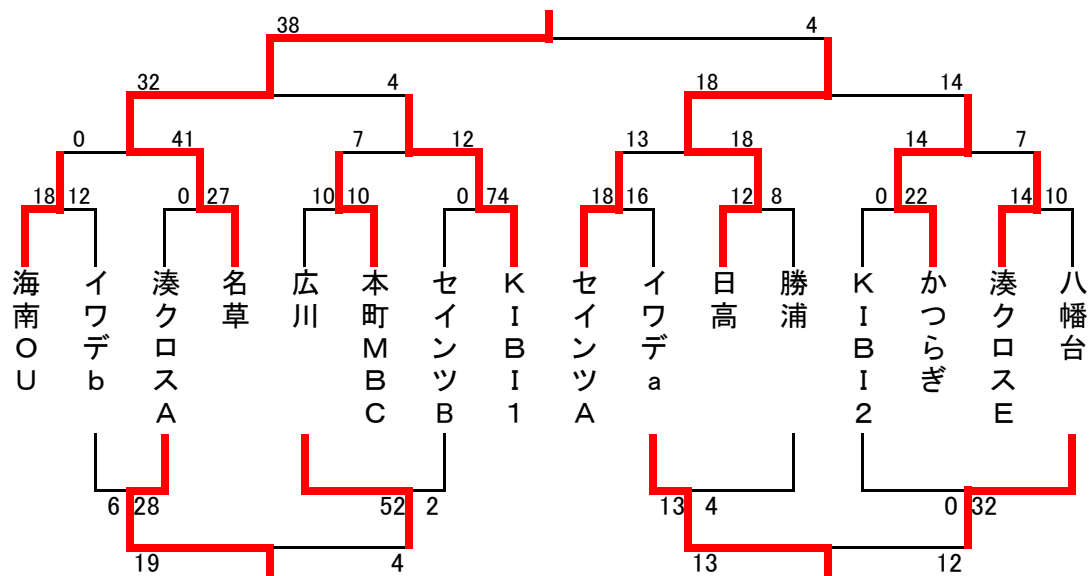 38 4
32 4 18 14
0 41 7 12 13 18 14 7
18 12 0 27 10 10 0 74 18 16 12 8 0 22 14 10
海南OU
イワデb
湊クロスA
名草
広川
本町MBC
セインツB
KIBI1
セインツA
イワデa
日高
勝浦
KIBI2
かつらぎ
湊クロスE
八幡台
6 28 52 2 13 4 0 32
19 4 13 12